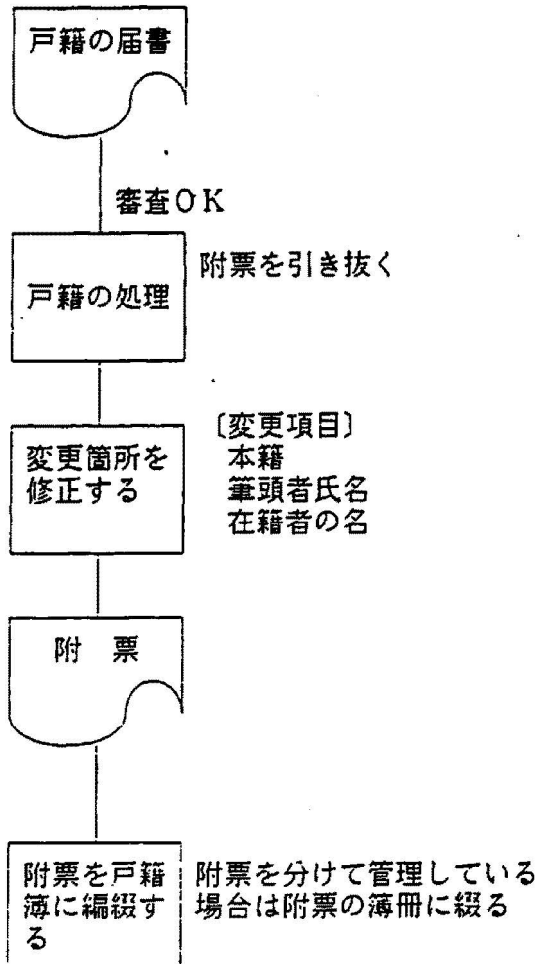 戸籍の届書
審査OK
戸籍の処理
附票を引き抜く
変更箇所を
修正する
〔変更項目〕
本籍
筆頭者氏名
在籍者の名
附 票
附票を戸籍
簿に編綴す
る
附票を分けて管理している
場合は附票の薄冊に綴る